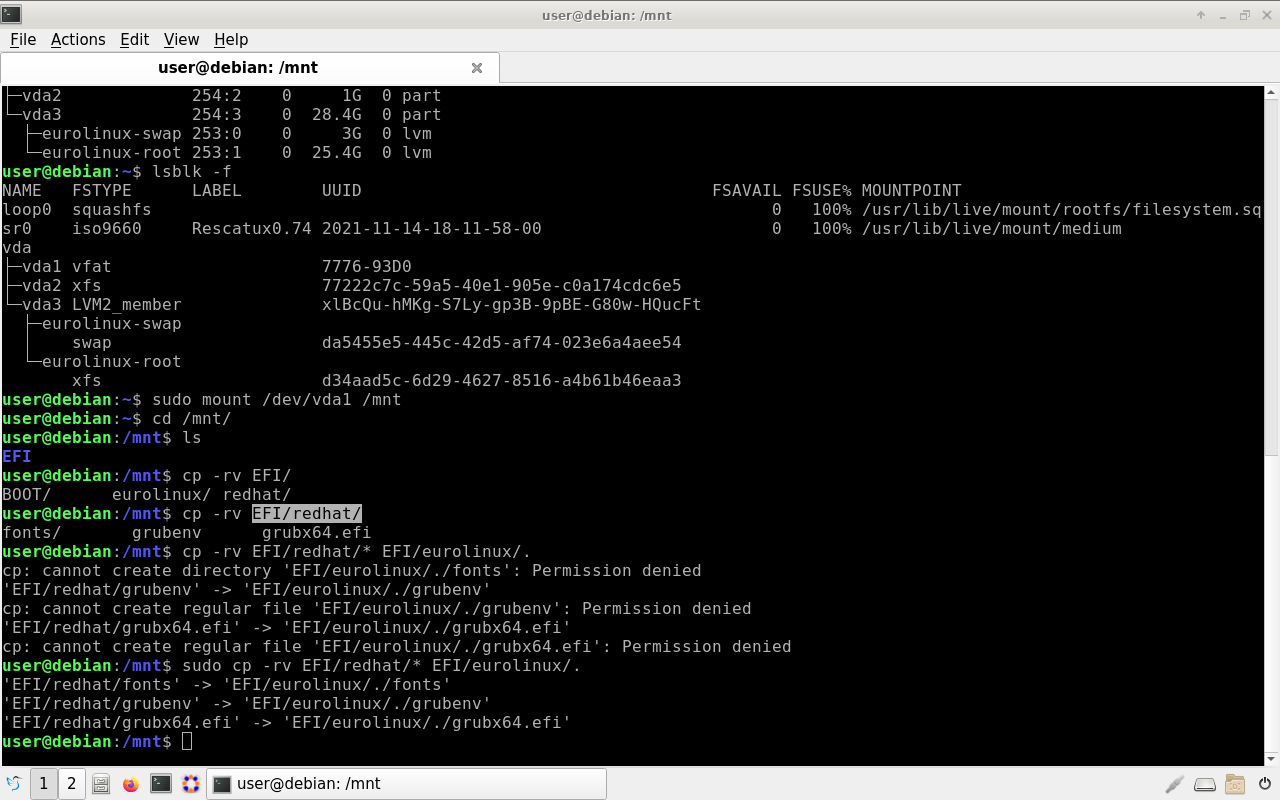 user@debian: /mnt
File Actions Edit View Help
user@debian: /mnt
├─vda2             254:2    0     1G  0 part
└─vda3             254:3    0  28.4G  0 part
  ├─eurolinux-swap 253:0    0     3G  0 lvm
  └─eurolinux-root 253:1    0  25.4G  0 lvm
user@debian:~$ lsblk -f
NAME   FSTYPE      LABEL        UUID                                   FSAVAIL FSUSE% MOUNTPOINT
loop0  squashfs                                                              0   100% /usr/lib/live/mount/rootfs/filesystem.sq
sr0    iso9660     Rescatux0.74 2021-11-14-18-11-58-00                       0   100% /usr/lib/live/mount/medium
vda
├─vda1 vfat                     7776-93D0
├─vda2 xfs                      77222c7c-59a5-40e1-905e-c0a174cdc6e5
└─vda3 LVM2_member              xlBcQu-hMKg-S7Ly-gp3B-9pBE-G80w-HQucFt
  ├─eurolinux-swap
  │    swap                     da5455e5-445c-42d5-af74-023e6a4aee54
  └─eurolinux-root
       xfs                      d34aad5c-6d29-4627-8516-a4b61b46eaa3
user@debian:~$ sudo mount /dev/vda1 /mnt
user@debian:~$ cd /mnt/
user@debian:/mnt$ ls
EFI
user@debian:/mnt$ cp -rv EFI/
BOOT/      eurolinux/ redhat/
user@debian:/mnt$ cp -rv EFI/redhat/
fonts/       grubenv      grubx64.efi
user@debian:/mnt$ cp -rv EFI/redhat/* EFI/eurolinux/.
cp: cannot create directory 'EFI/eurolinux/./fonts': Permission denied
'EFI/redhat/grubenv' -> 'EFI/eurolinux/./grubenv'
cp: cannot create regular file 'EFI/eurolinux/./grubenv': Permission denied
'EFI/redhat/grubx64.efi' -> 'EFI/eurolinux/./grubx64.efi'
cp: cannot create regular file 'EFI/eurolinux/./grubx64.efi': Permission denied
user@debian:/mnt$ sudo cp -rv EFI/redhat/* EFI/eurolinux/.
'EFI/redhat/fonts' -> 'EFI/eurolinux/./fonts'
'EFI/redhat/grubenv' -> 'EFI/eurolinux/./grubenv'
'EFI/redhat/grubx64.efi' -> 'EFI/eurolinux/./grubx64.efi'
user@debian:/mnt$
1 2 user@debian: /mnt